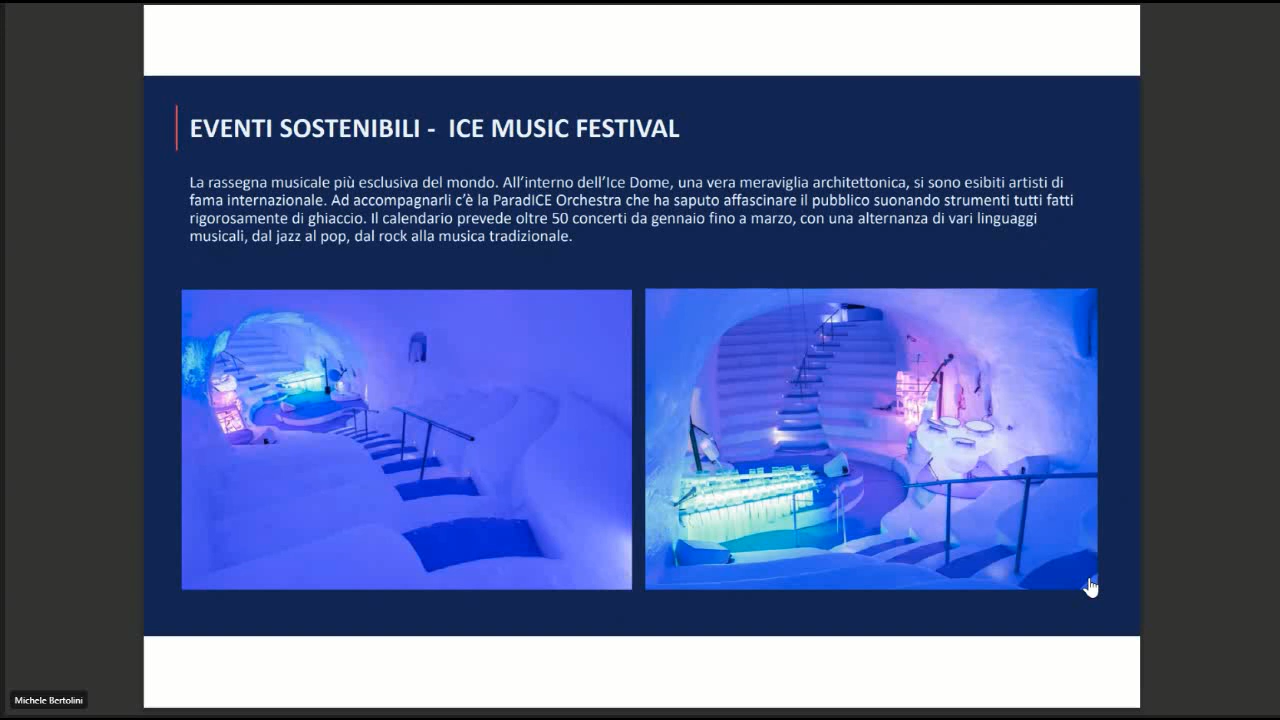 EVENTI SOSTENIBILI - ICE MUSIC FESTIVAL
La rassegna musicale più esclusiva del mondo. All'interno dell'Ice Dome, una vera meraviglia architettonica, si sono esibiti artisti di
fama internazionale. Ad accompagnarli c'è la ParadICE Orchestra che ha saputo affascinare il pubblico suonando strumenti tutti fatti
rigorosamente di ghiaccio. Il calendario prevede oltre 50 concerti da gennaio fino a marzo, con una alternanza di vari linguaggi
musicali, dal jazz al pop, dal rock alla musica tradizionale.
Michele Bertolini